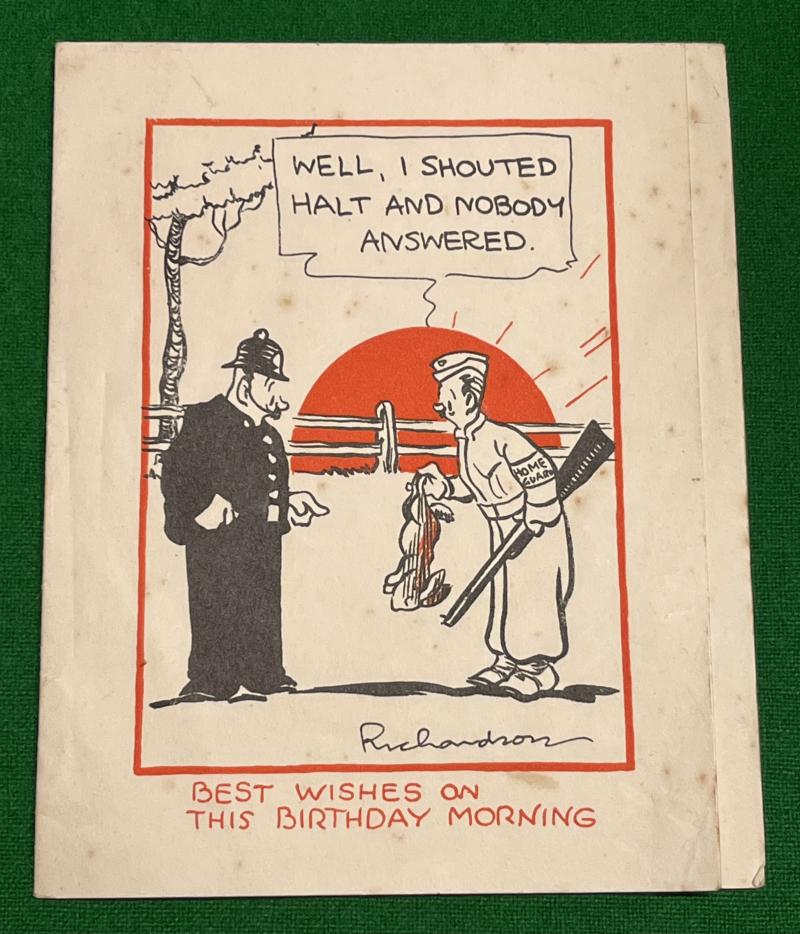 WELL, I SHOUTED
HALT AND NOBODY
ANSWERED.
HOME
GUARD
Richardson
BEST WISHES ON
THIS BIRTHDAY MORNING